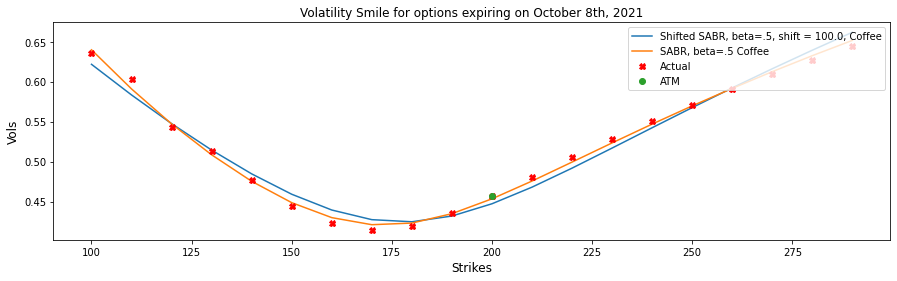 Volatility Smile for options expiring on October 8th, 2021
Shifted SABR, beta=.5, shift = 100.0, Coffee
SABR, beta=.5 Coffee
Actual
ATM
Vols
0.65
0.60
0.55
0.50
0.45
100
125
150
175
200
225
250
275
Strikes